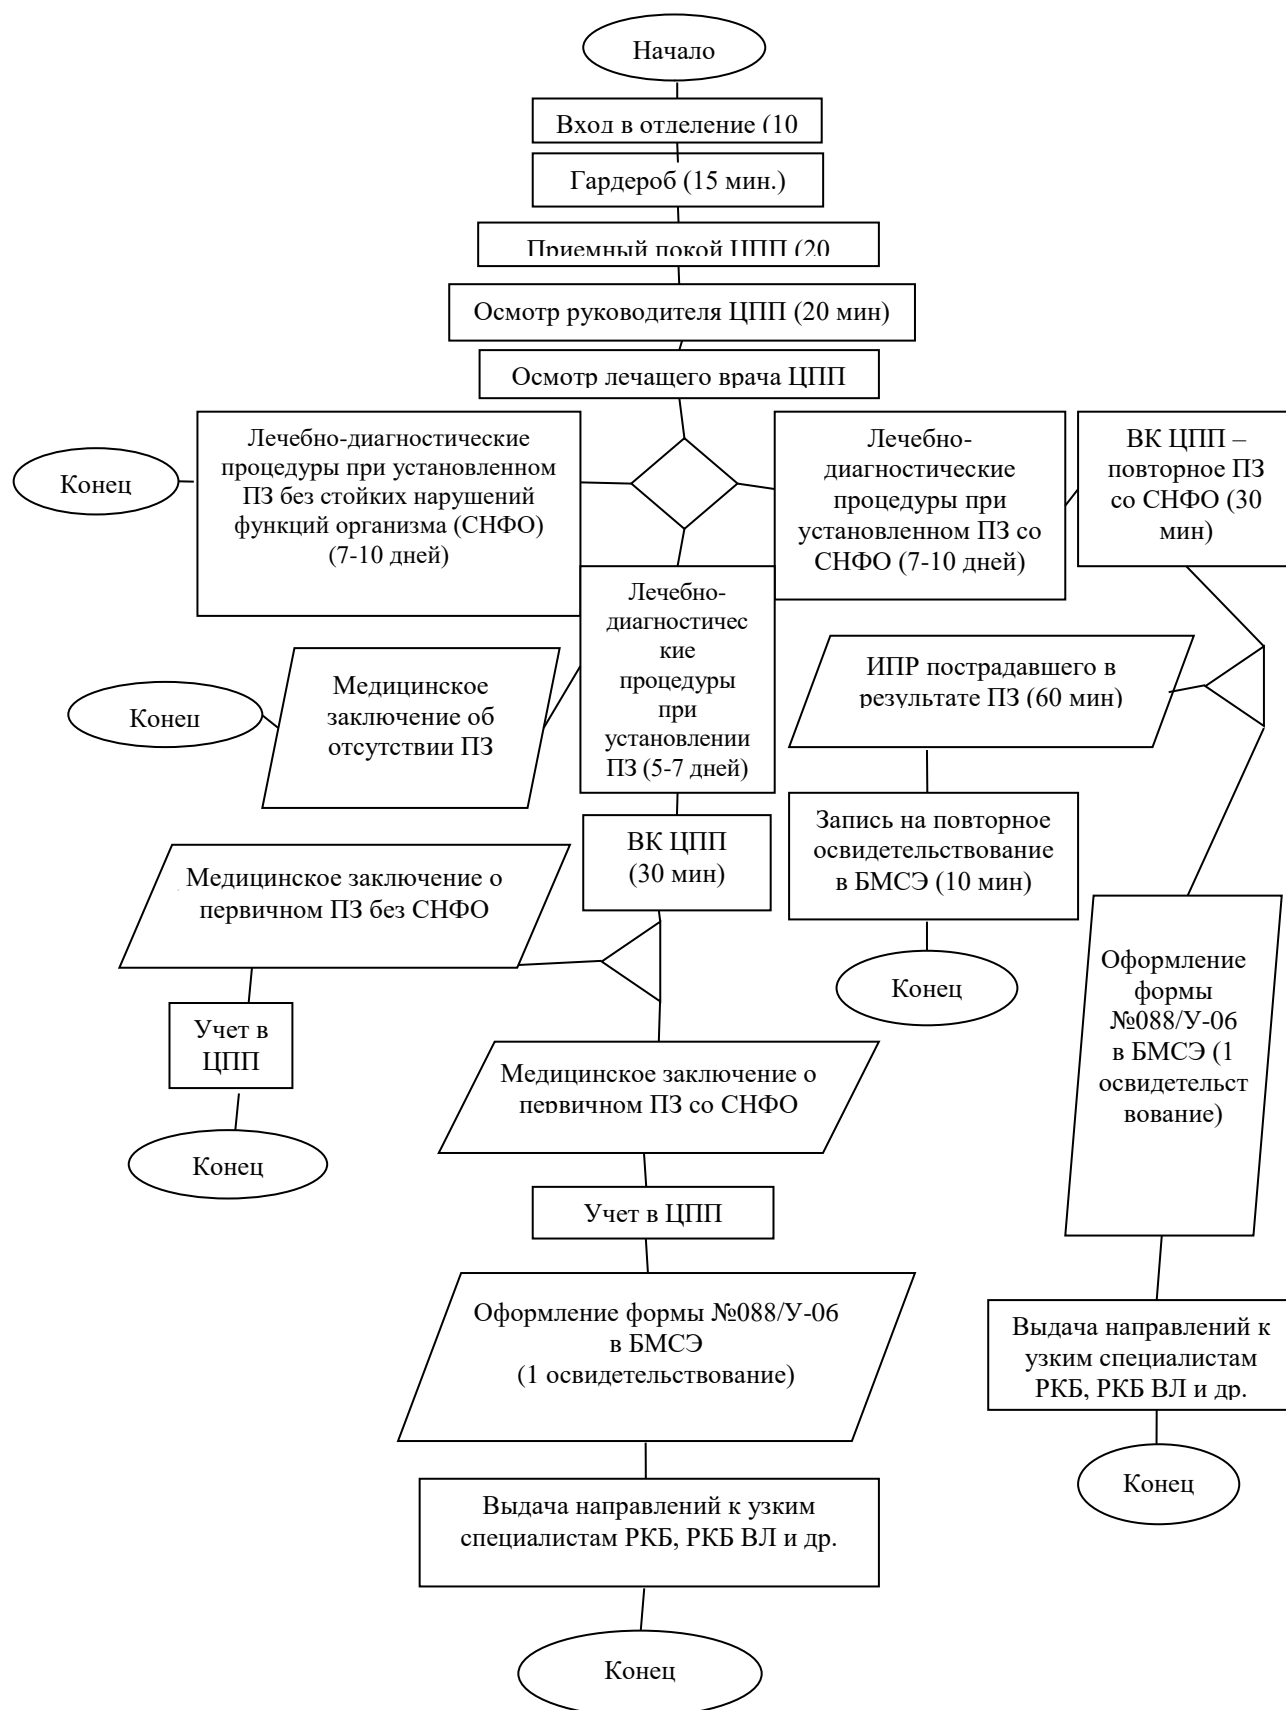 Начало
Вход в отделение (10
Гардероб (15 мин.)
Приемный покой ЦПП (20
Осмотр руководителя ЦПП (20 мин)
Осмотр лечащего врача ЦПП
Конец
Лечебно-диагностические
процедуры при установленном
ПЗ без стойких нарушений
функций организма (СНФО)
(7-10 дней)
Лечебно-
диагностические
процедуры при
установленном ПЗ со
СНФО (7-10 дней)
ВК ЦПП –
повторное ПЗ
со СНФО (30
мин)
Лечебно-
диагностичес
кие
процедуры
при
установлении
ПЗ (5-7 дней)
Конец
Медицинское
заключение об
отсутствии ПЗ
ИПР пострадавшего в
результате ПЗ (60 мин)
ВК ЦПП
(30 мин)
Запись на повторное
освидетельствование
в БМСЭ (10 мин)
Конец
Медицинское заключение о
первичном ПЗ без СНФО
Учет в
ЦПП
Конец
Медицинское заключение о
первичном ПЗ со СНФО
Учет в ЦПП
Оформление формы №088/У-06
в БМСЭ
(1 освидетельствование)
Выдача направлений к узким
специалистам РКБ, РКБ ВЛ и др.
Конец
Оформление
формы
№088/У-06
в БМСЭ (1
освидетельст
вование)
Выдача направлений к
узким специалистам
РКБ, РКБ ВЛ и др.
Конец